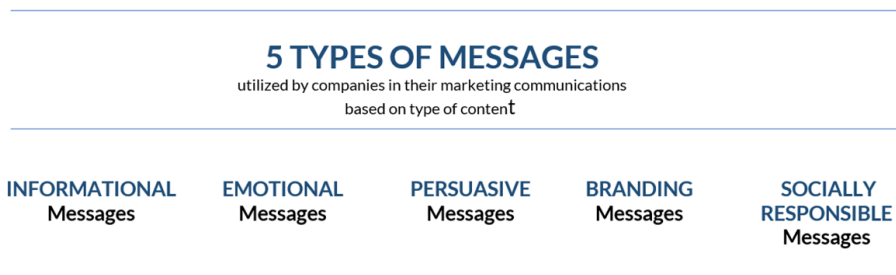 5 TYPES OF MESSAGES
utilized by companies in their marketing communications
based on type of content
INFORMATIONAL
Messages
EMOTIONAL
Messages
PERSUASIVE
Messages
BRANDING
Messages
SOCIALLY
RESPONSIBLE
Messages